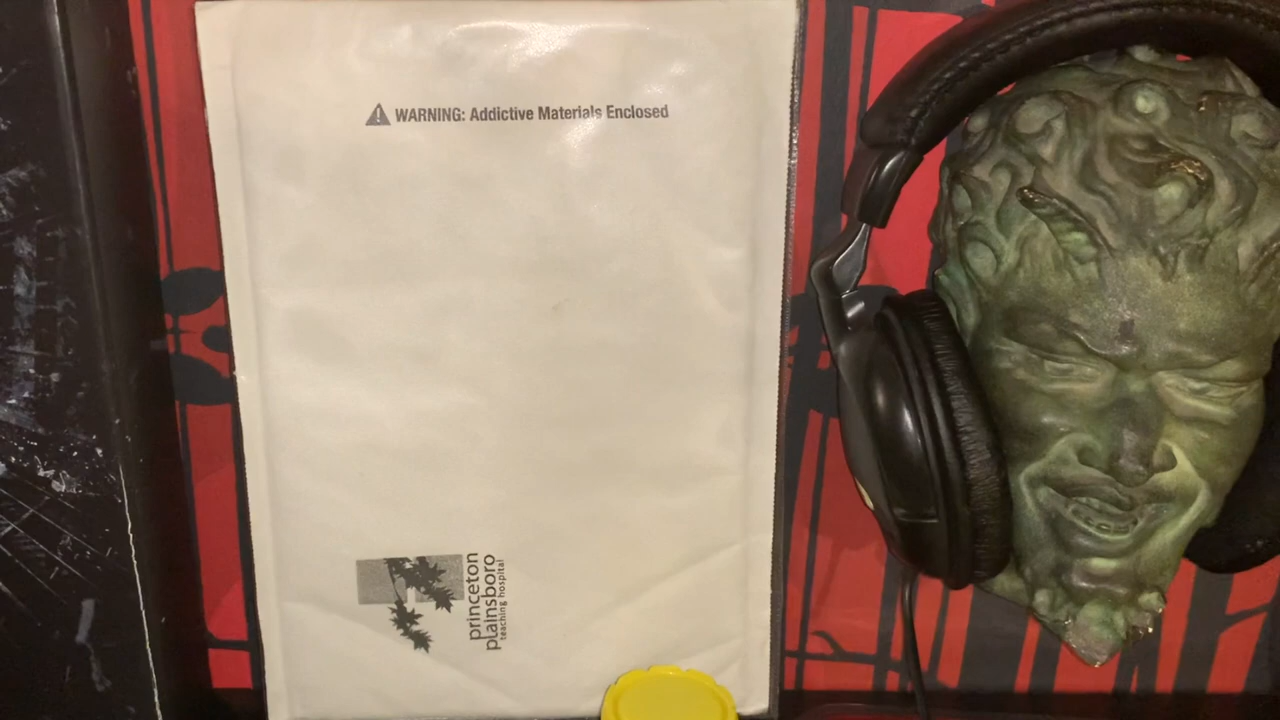 WARNING: Addictive Materials Enclosed
princeton
plainsboro
teaching hospital